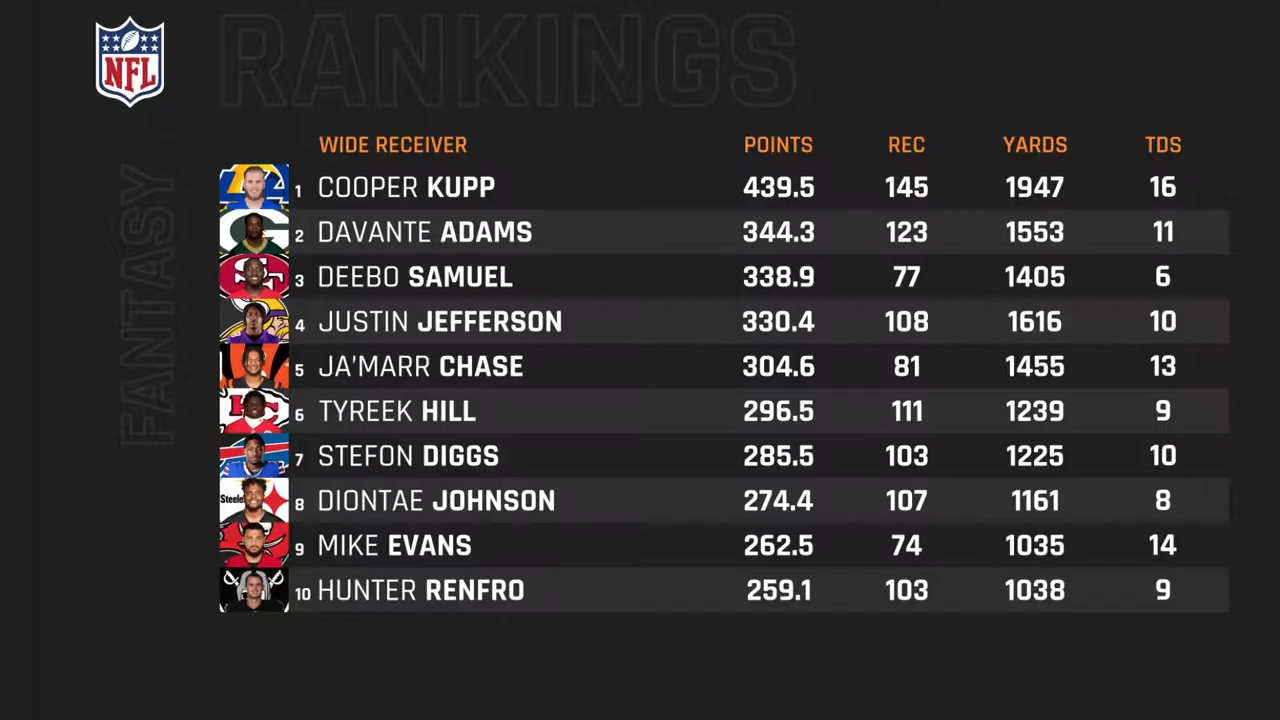 RANKINGS
NFL
FANTASY
WIDE RECEIVER POINTS REC YARDS TDS
1 COOPER KUPP 439.5 145 1947 16
2 DAVANTE ADAMS 344.3 123 1553 11
3 DEEBO SAMUEL 338.9 77 1405 6
4 JUSTIN JEFFERSON 330.4 108 1616 10
5 JA'MARR CHASE 304.6 81 1455 13
6 TYREEK HILL 296.5 111 1239 9
7 STEFON DIGGS 285.5 103 1225 10
Steele
8 DIONTAE JOHNSON 274.4 107 1161 8
9 MIKE EVANS 262.5 74 1035 14
10 HUNTER RENFRO 259.1 103 1038 9